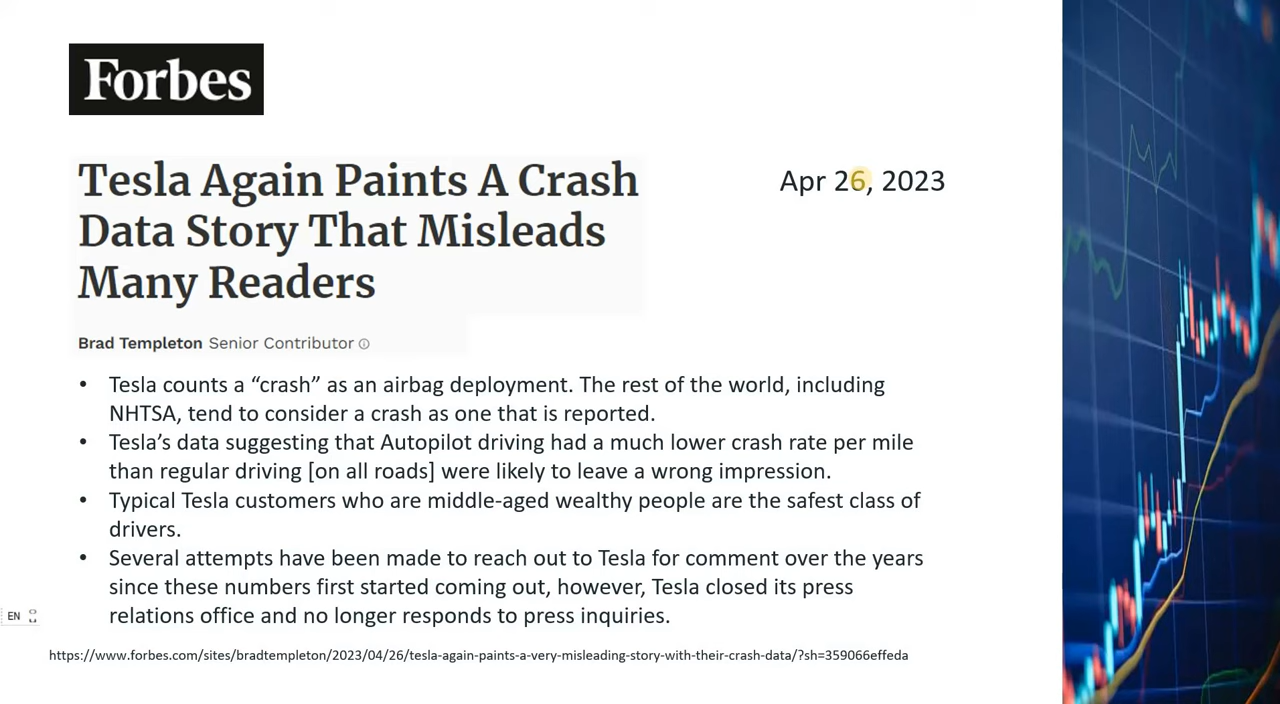 Forbes
Tesla Again Paints A Crash
Data Story That Misleads
Many Readers
Apr 26, 2023
Brad Templeton Senior Contributor
• Tesla counts a “crash” as an airbag deployment. The rest of the world, including
NHTSA, tend to consider a crash as one that is reported.
• Tesla’s data suggesting that Autopilot driving had a much lower crash rate per mile
than regular driving [on all roads] were likely to leave a wrong impression.
• Typical Tesla customers who are middle-aged wealthy people are the safest class of
drivers.
• Several attempts have been made to reach out to Tesla for comment over the years
since these numbers first started coming out, however, Tesla closed its press
relations office and no longer responds to press inquiries.
EN
https://www.forbes.com/sites/bradtempleton/2023/04/26/tesla-again-paints-a-very-misleading-story-with-their-crash-data/?sh=359066effeda